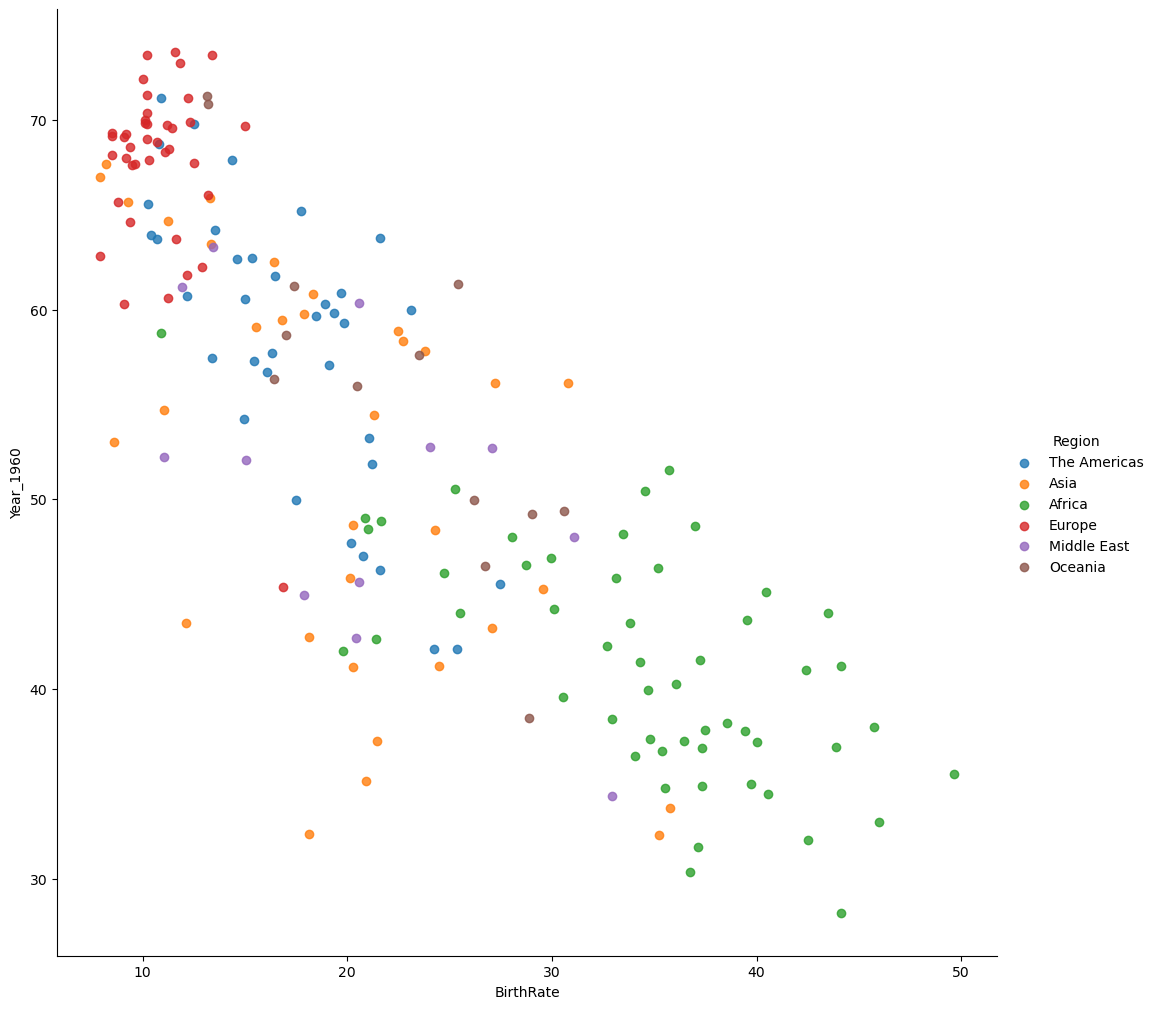 70
60
50
40
30
Year_1960
10 20 30 40 50
BirthRate
Region
The Americas
Asia
Africa
Europe
Middle East
Oceania